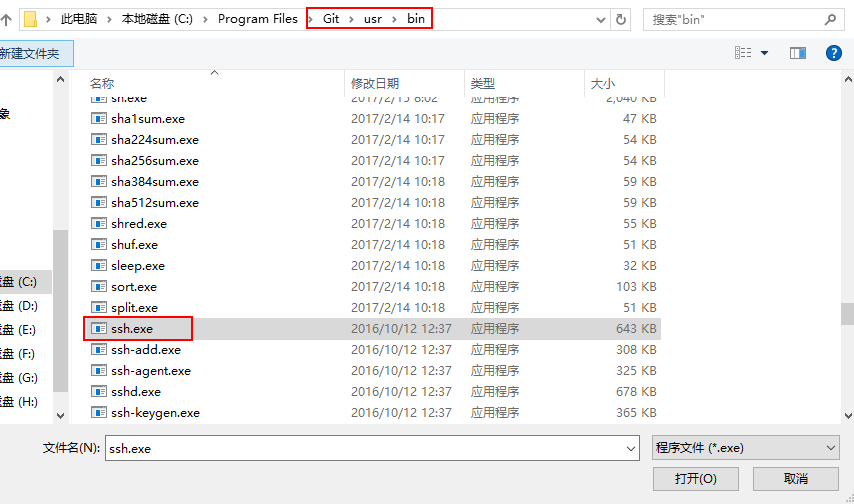 此电脑 > 本地磁盘 (C:) > Program Files > Git > usr > bin
搜索"bin"
新建文件夹
名称 修改日期 类型 大小
sh.exe 2017/2/15 8:02 应用程序 2,040 KB
sha1sum.exe 2017/2/14 10:17 应用程序 47 KB
sha224sum.exe 2017/2/14 10:17 应用程序 54 KB
sha256sum.exe 2017/2/14 10:17 应用程序 54 KB
sha384sum.exe 2017/2/14 10:18 应用程序 59 KB
sha512sum.exe 2017/2/14 10:18 应用程序 59 KB
shred.exe 2017/2/14 10:18 应用程序 55 KB
shuf.exe 2017/2/14 10:18 应用程序 51 KB
sleep.exe 2017/2/14 10:18 应用程序 32 KB
sort.exe 2017/2/14 10:18 应用程序 103 KB
split.exe 2017/2/14 10:18 应用程序 51 KB
ssh.exe 2016/10/12 12:37 应用程序 643 KB
ssh-add.exe 2016/10/12 12:37 应用程序 308 KB
ssh-agent.exe 2016/10/12 12:37 应用程序 325 KB
sshd.exe 2016/10/12 12:37 应用程序 678 KB
ssh-keygen.exe 2016/10/12 12:37 应用程序 365 KB
象
盘 (C:)
盘 (D:)
盘 (E:)
盘 (F:)
盘 (G:)
盘 (H:)
文件名(N): ssh.exe 程序文件 (*.exe)
打开(O) 取消